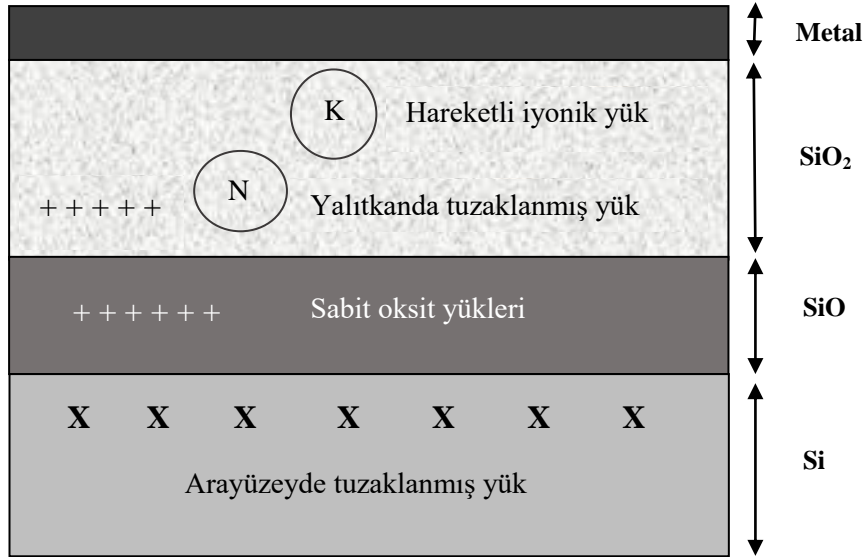 Metal
K Hareketli iyonik yük
SiO₂
N
+ + + + + Yalıtkanda tuzaklanmış yük
+ + + + + + Sabit oksit yükleri
SiO
X X X X X X X
Si
Arayüzeyde tuzaklanmış yük